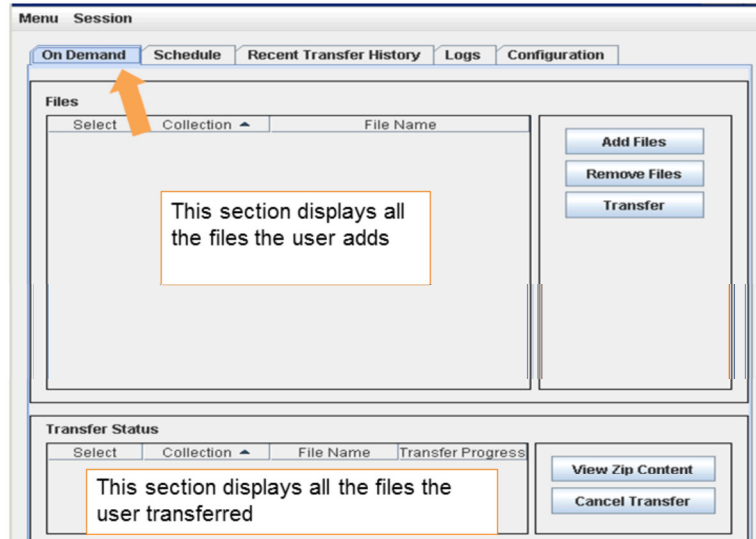 Menu Session
On Demand Schedule Recent Transfer History Logs Configuration
Files
Select Collection File Name
Add Files
Remove Files
Transfer
This section displays all
the files the user adds
Transfer Status
Select Collection File Name Transfer Progress
View Zip Content
Cancel Transfer
This section displays all the files the
user transferred